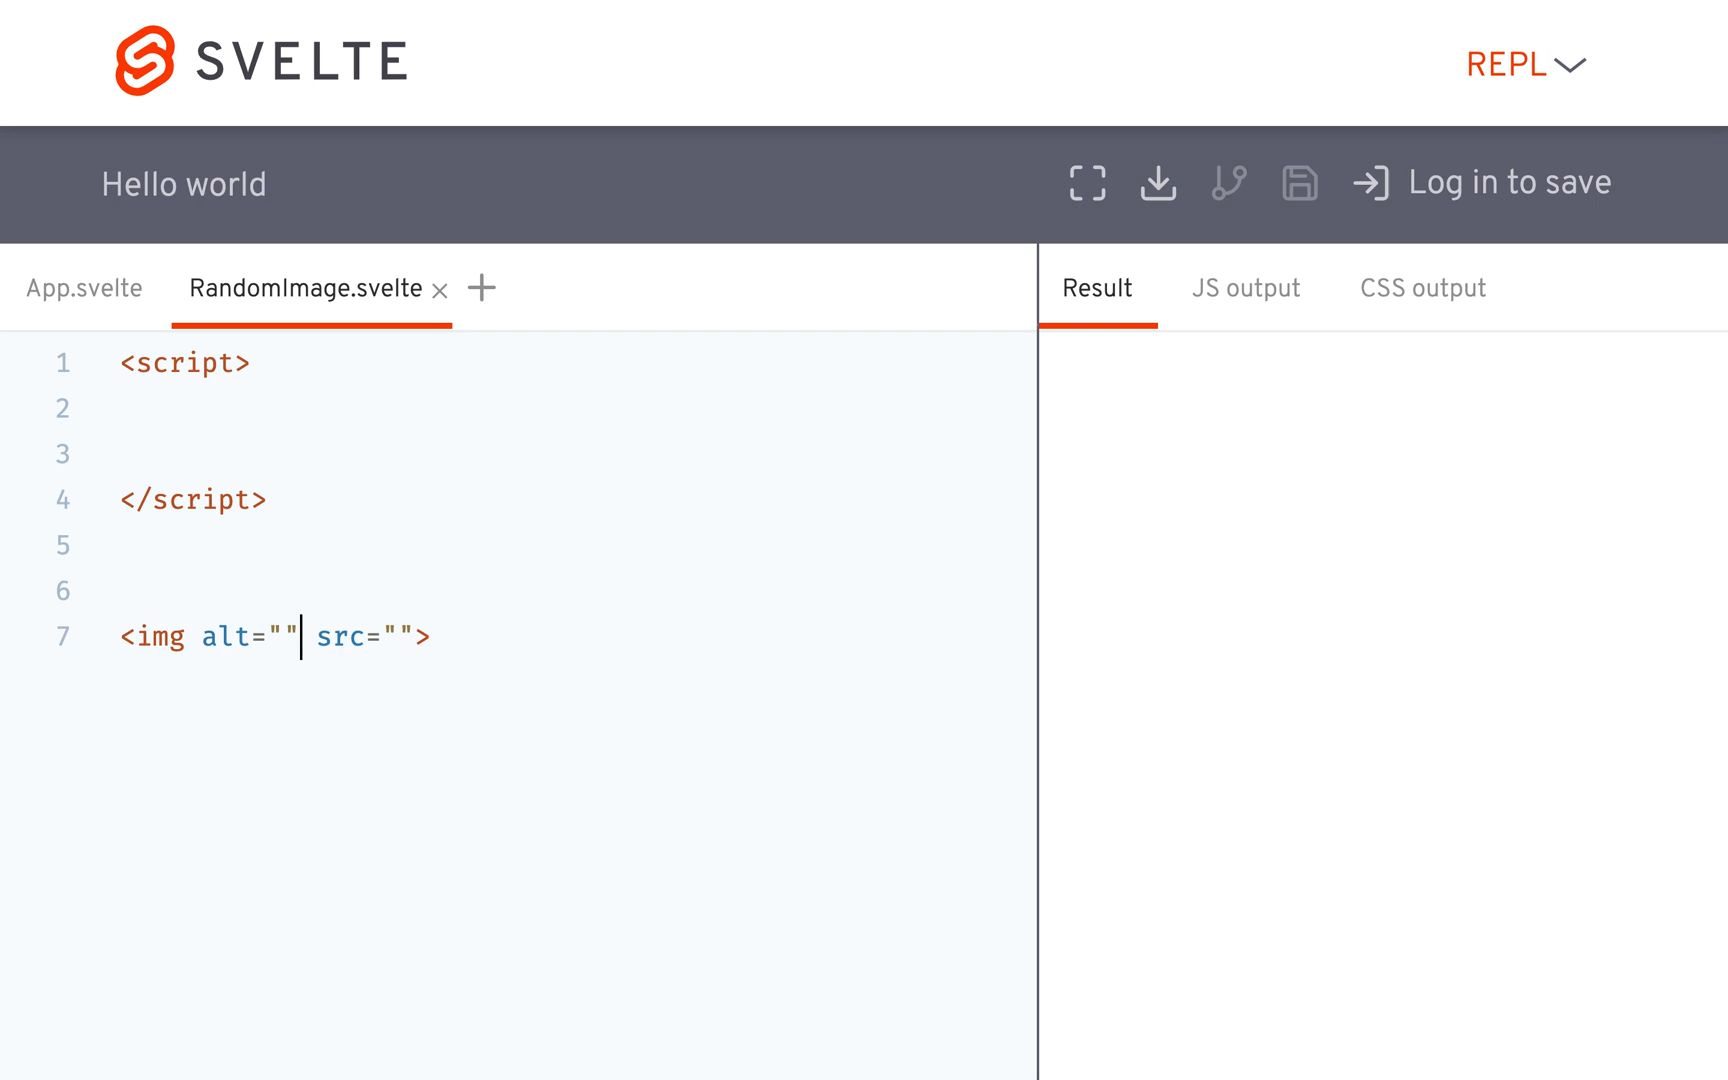 SVELTE
REPL
Hello world
Log in to save
App.svelte RandomImage.svelte
Result JS output CSS output
1 <script>
2
3
4 </script>
5
6
7 <img alt="" src="">